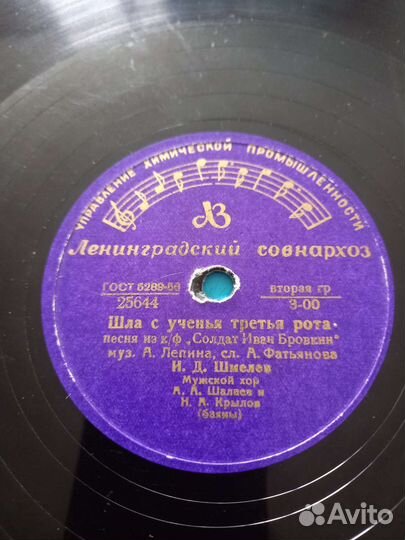 УПРАВЛЕНИЕ ХИМИЧЕСКОЙ ПРОМЫШЛЕННОСТИ
Ленинградский совнархоз
ГОСТ 5289-56
вторая гр
25644
3-00
Шла с ученья третья рота.
песня из к/ф „Солдат Иван Бровкин"
муз. А. Лепина, сл. А. Фатьянова
И. Д. Шмелев
Мужской хор
А. А. Шалаев и
Н. А. Крылов
(баяны)
Avito